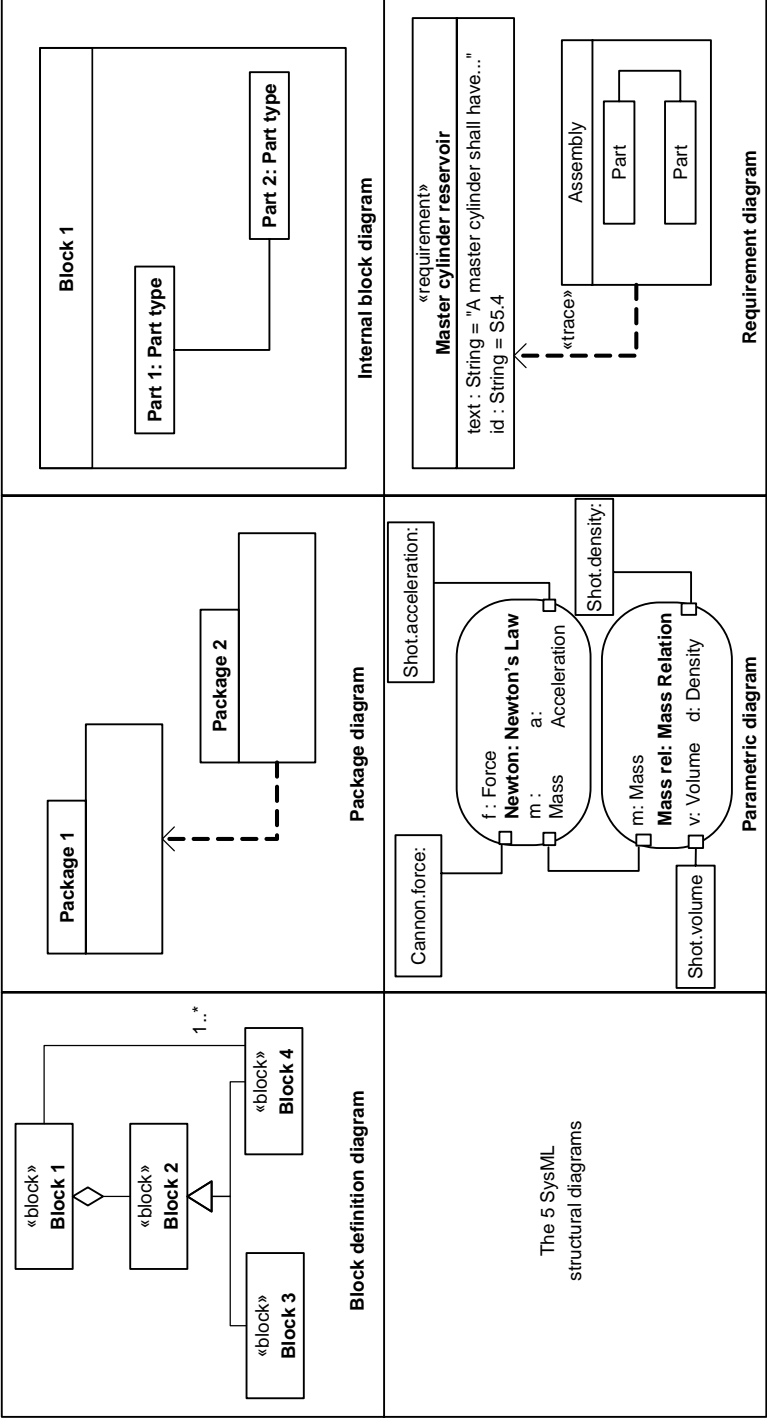 «block»
Block 1
«block»
Block 2
«block»
Block 3
«block»
Block 4
1..*
Block definition diagram
Package 1
Package 2
Package diagram
Block 1
Part 1: Part type
Part 2: Part type
Internal block diagram
The 5 SysML
structural diagrams
Cannon.force:
Shot.acceleration:
f : Force
Newton: Newton's Law
m :
Mass
a:
Acceleration
Shot.density:
m: Mass
Mass rel: Mass Relation
v: Volume d: Density
Shot.volume
Parametric diagram
«requirement»
Master cylinder reservoir
text : String = "A master cylinder shall have..."
id : String = S5.4
«trace»
Assembly
Part
Part
Requirement diagram